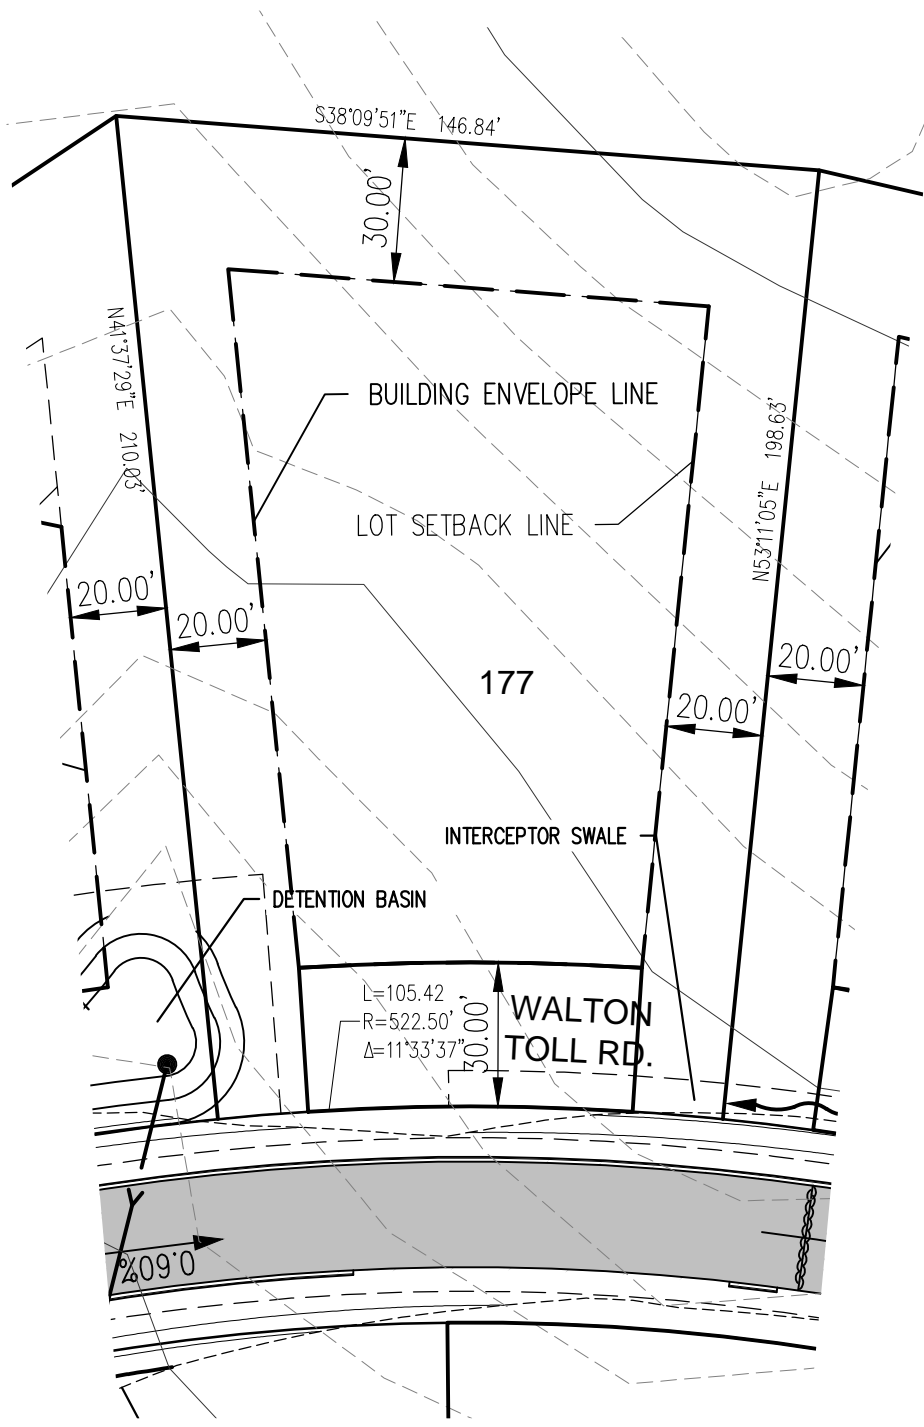 S38°09'51"E 146.84'
30.00'
N41°37'29"E 210.03'
BUILDING ENVELOPE LINE
N53°11'05"E 198.63'
LOT SETBACK LINE
20.00'
20.00'
20.00'
177
20.00'
INTERCEPTOR SWALE
DETENTION BASIN
L=105.42
R=522.50'
Δ=11°33'37"
30.00'
WALTON
TOLL RD.
0.60%